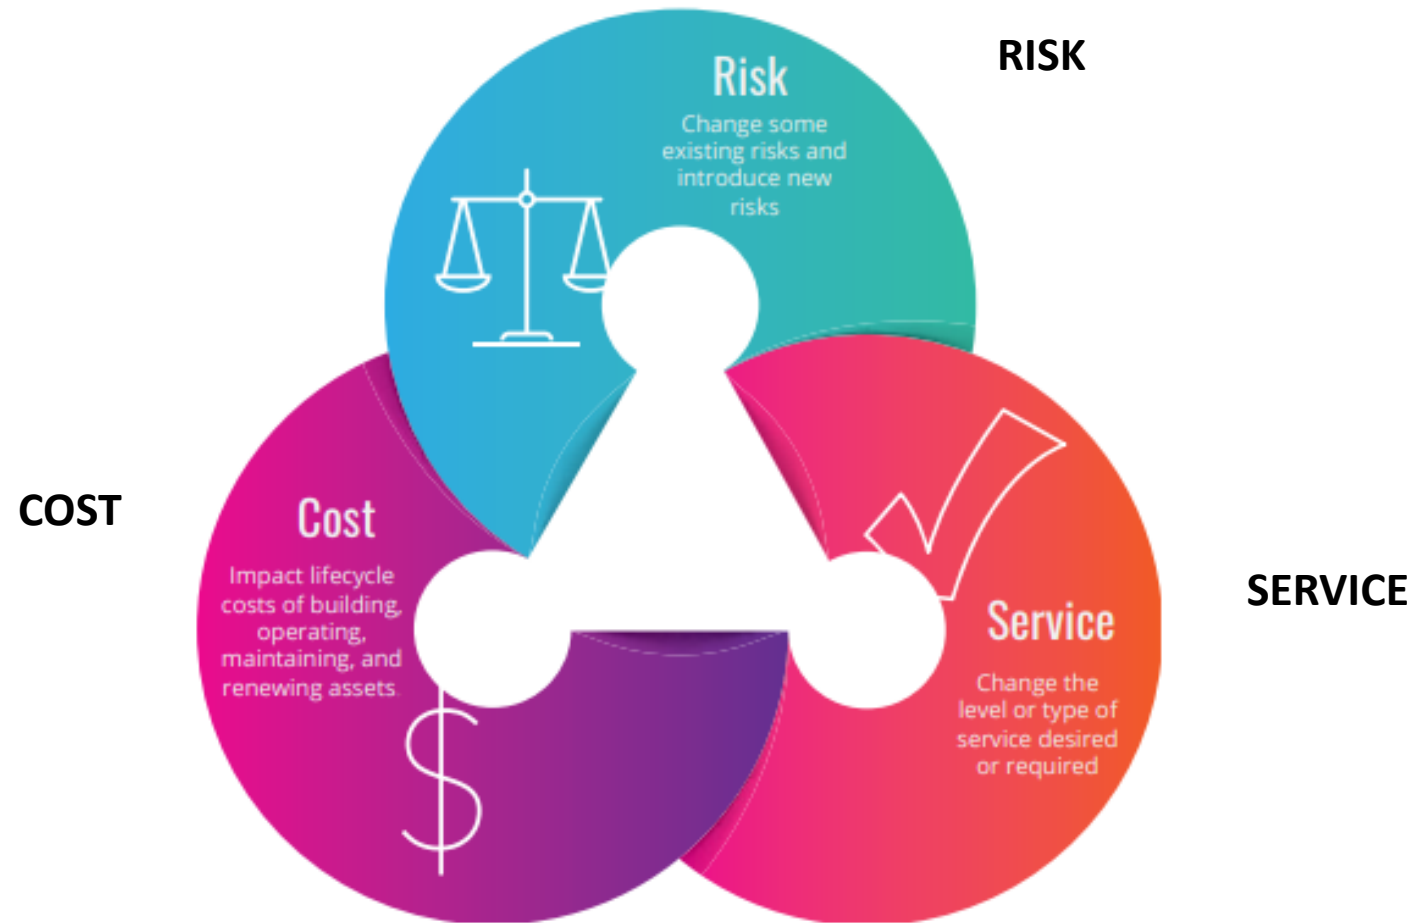 RISK
Risk
Change some
existing risks and
introduce new
risks
COST
Cost
Impact lifecycle
costs of building,
operating,
maintaining, and
renewing assets.
SERVICE
Service
Change the
level or type of
service desired
or required